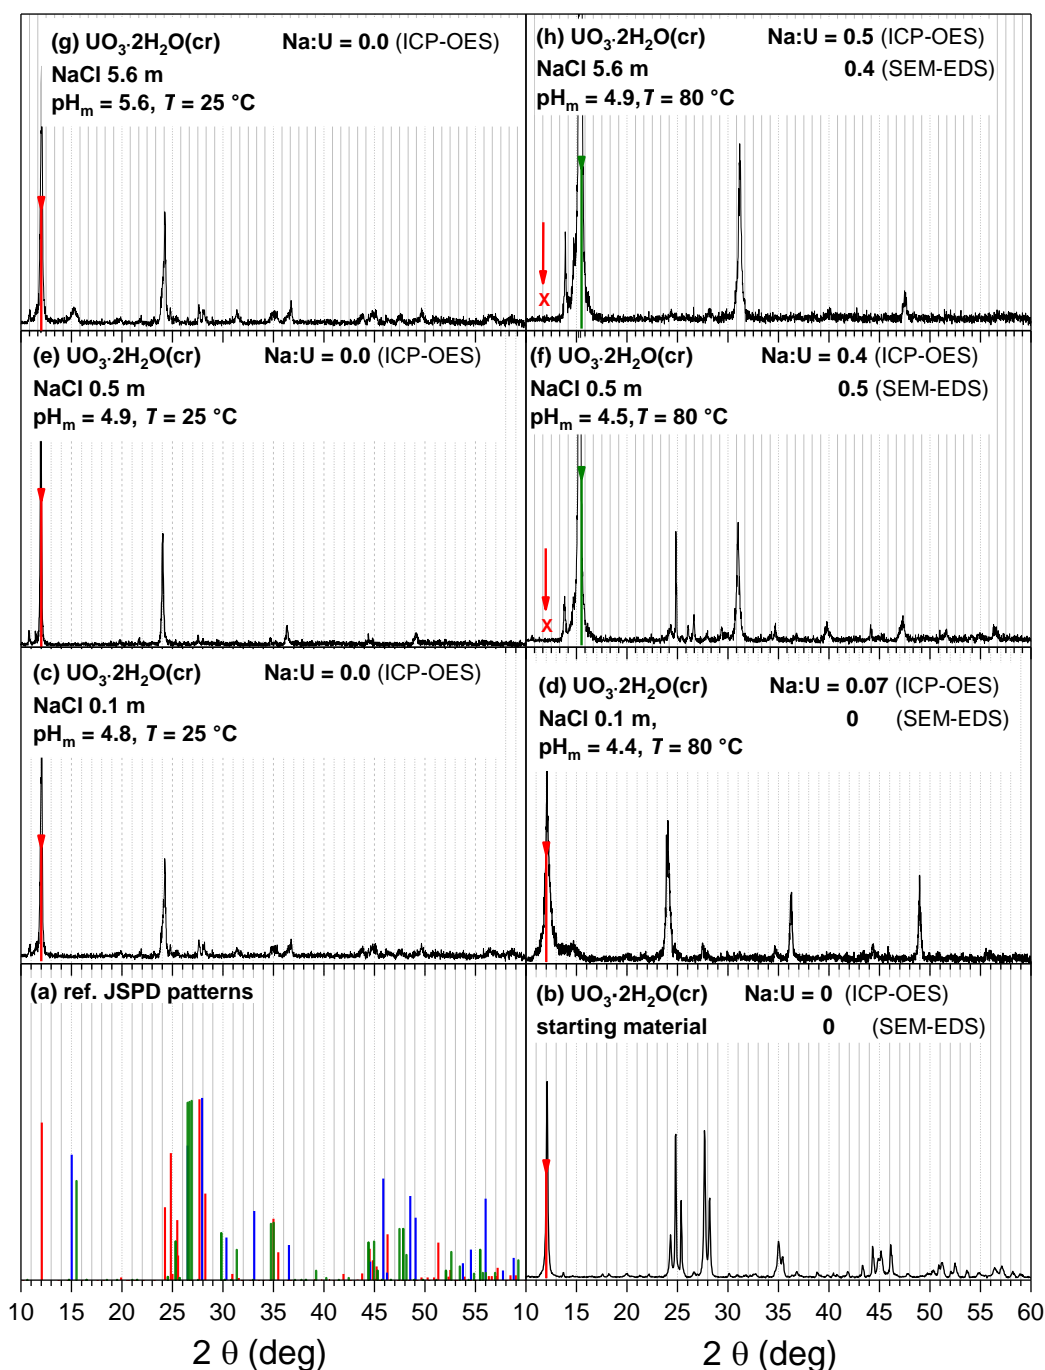 (g) UO₃·2H₂O(cr) Na:U = 0.0 (ICP-OES)
NaCl 5.6 m
pHₘ = 5.6, T = 25 °C
(h) UO₃·2H₂O(cr) Na:U = 0.5 (ICP-OES)
NaCl 5.6 m 0.4 (SEM-EDS)
pHₘ = 4.9, T = 80 °C
X
(e) UO₃·2H₂O(cr) Na:U = 0.0 (ICP-OES)
NaCl 0.5 m
pHₘ = 4.9, T = 25 °C
(f) UO₃·2H₂O(cr) Na:U = 0.4 (ICP-OES)
NaCl 0.5 m 0.5 (SEM-EDS)
pHₘ = 4.5, T = 80 °C
X
(c) UO₃·2H₂O(cr) Na:U = 0.0 (ICP-OES)
NaCl 0.1 m
pHₘ = 4.8, T = 25 °C
(d) UO₃·2H₂O(cr) Na:U = 0.07 (ICP-OES)
NaCl 0.1 m, 0 (SEM-EDS)
pHₘ = 4.4, T = 80 °C
(a) ref. JSPD patterns
(b) UO₃·2H₂O(cr) Na:U = 0 (ICP-OES)
starting material 0 (SEM-EDS)
10 15 20 25 30 35 40 45 50 55 10 15 20 25 30 35 40 45 50 55 60
2 θ (deg) 2 θ (deg)